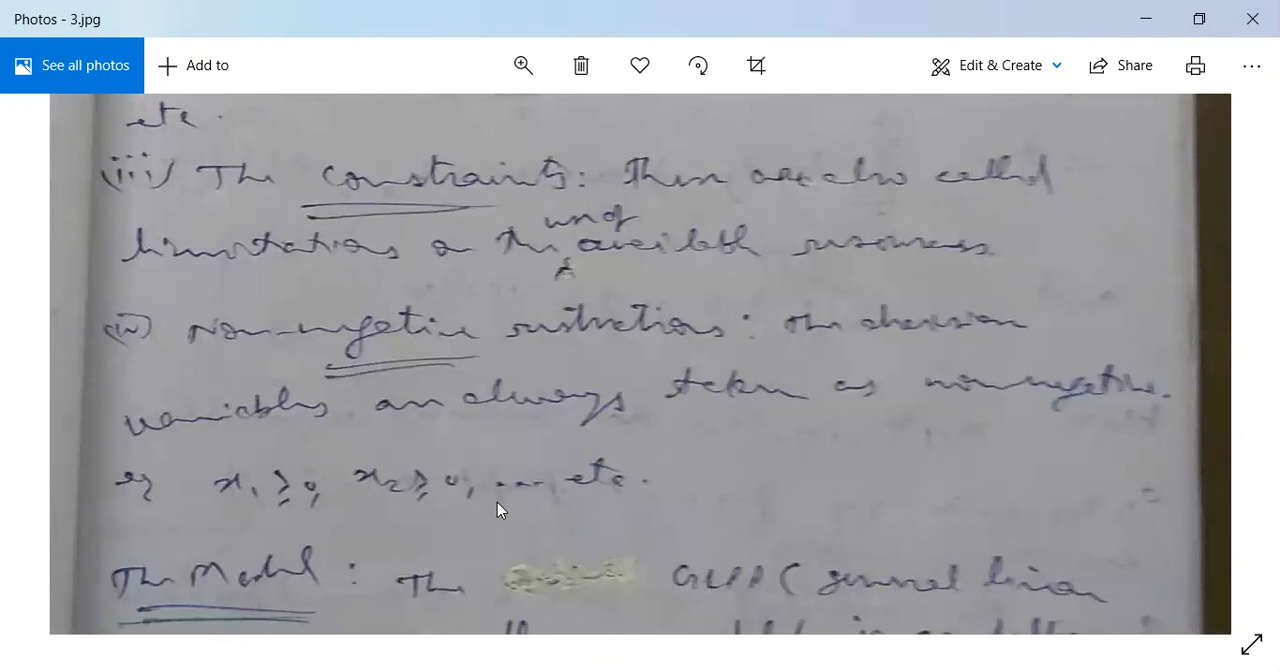 Photos - 3.jpg
See all photos
Add to
Edit & Create
Share
etc.
(iii) The constraints: These are also called
use of
limitations on the available resources.
(iv) Non-negative restrictions: The decision
variables are always taken as non negative.
eg x₁ ≥ 0, x₂ ≥ 0, ..., etc.
The Model: The GLPP (general linear